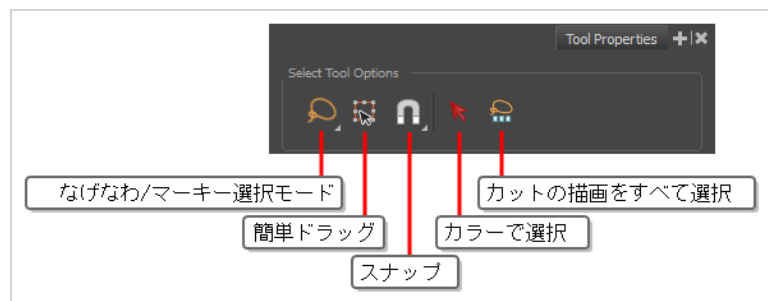 Tool Properties
Select Tool Options
なげなわ/マーキー選択モード
カットの描画をすべて選択
簡単ドラッグ
カラーで選択
スナップ